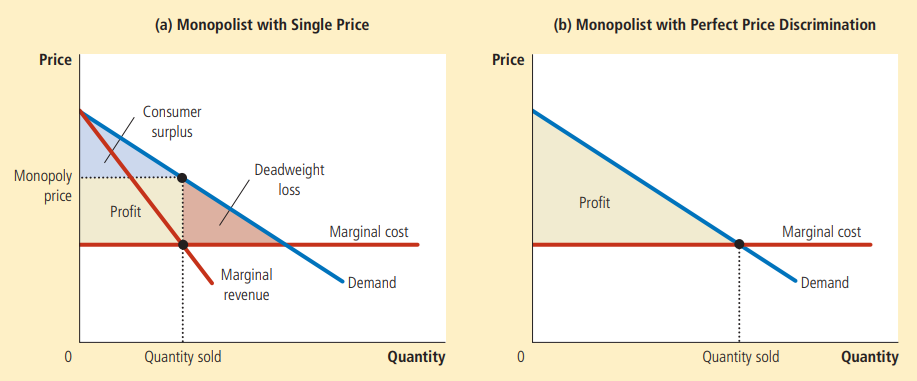 (a) Monopolist with Single Price
Price
Consumer
surplus
Monopoly
price
Deadweight
loss
Profit
Marginal cost
Marginal
revenue
Demand
0
Quantity sold
Quantity
(b) Monopolist with Perfect Price Discrimination
Price
Profit
Marginal cost
Demand
0
Quantity sold
Quantity